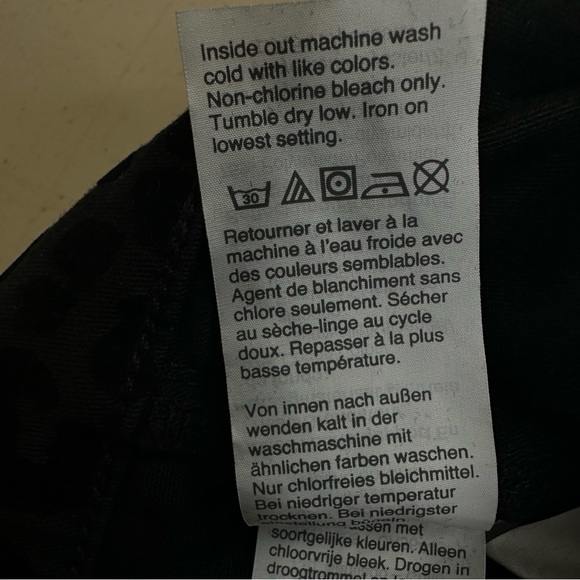 Inside out machine wash
cold with like colors.
Non-chlorine bleach only.
Tumble dry low. Iron on
lowest setting.
30
Retourner et laver à la
machine à l'eau froide avec
des couleurs semblables.
Agent de blanchiment sans
chlore seulement. Sécher
au sèche-linge au cycle
doux. Repasser à la plus
basse température.
Von innen nach außen
wenden kalt in der
waschmaschine mit
ähnlichen farben waschen.
Nur chlorfreies bleichmittel.
Bei niedriger temperatur
trocknen. Bei niedrigster
met
soortgelijke kleuren. Alleen
chloorvrije bleek. Drogen in